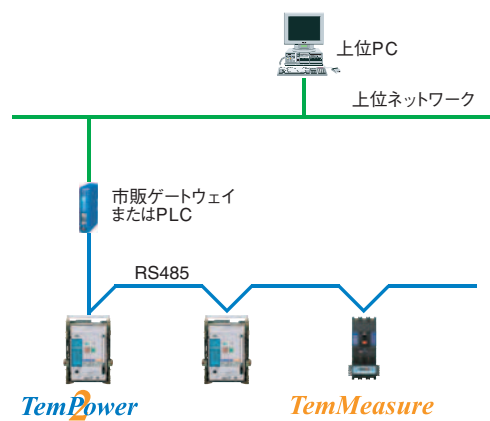 上位PC
上位ネットワーク
市販ゲートウェイ
またはPLC
RS485
TemPower2
TemMeasure